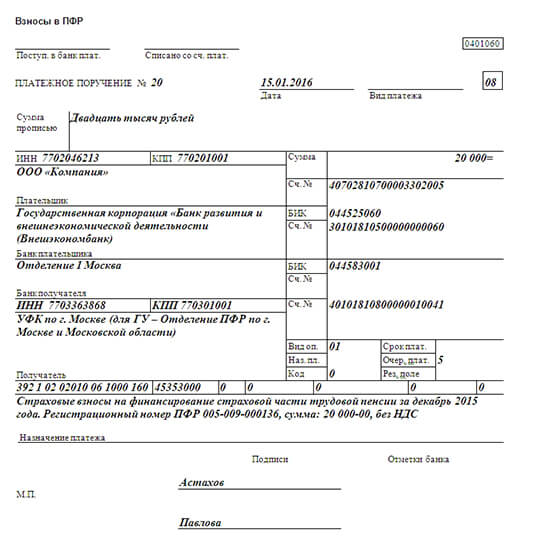 Взносы в ПФР
0401060
Поступ. в банк плат. Списано со сч. плат.
ПЛАТЕЖНОЕ ПОРУЧЕНИЕ № 20 15.01.2016 08
Дата Вид платежа
Сумма прописью Двадцать тысяч рублей
ИНН 7702046213 КПП 770201001 Сумма 20 000=
ООО «Компания»
Сч. № 40702810700003302005
Плательщик
Государственная корпорация «Банк развития и БИК 044525060
внешнеэкономической деятельности Сч. № 30101810500000000060
(Внешэкономбанк)
Банк плательщика
Отделение 1 Москва БИК 044583001
Сч. №
Банк получателя
ИНН 7703363868 КПП 770301001 Сч. № 40101810800000010041
УФК по г. Москве (для ГУ – Отделение ПФР по г.
Москве и Московской области)
Вид оп. 01 Срок плат.
Наз. пл. Очер. плат. 5
Получатель Код 0 Рез. поле
392 1 02 02010 06 1000 160 45353000 0 0 0 0 0
Страховые взносы на финансирование страховой части трудовой пенсии за декабрь 2015
года. Регистрационный номер ПФР 005-009-000136, сумма: 20 000-00, без НДС
Назначение платежа
Подписи Отметки банка
Астахов
М.П.
Павлова